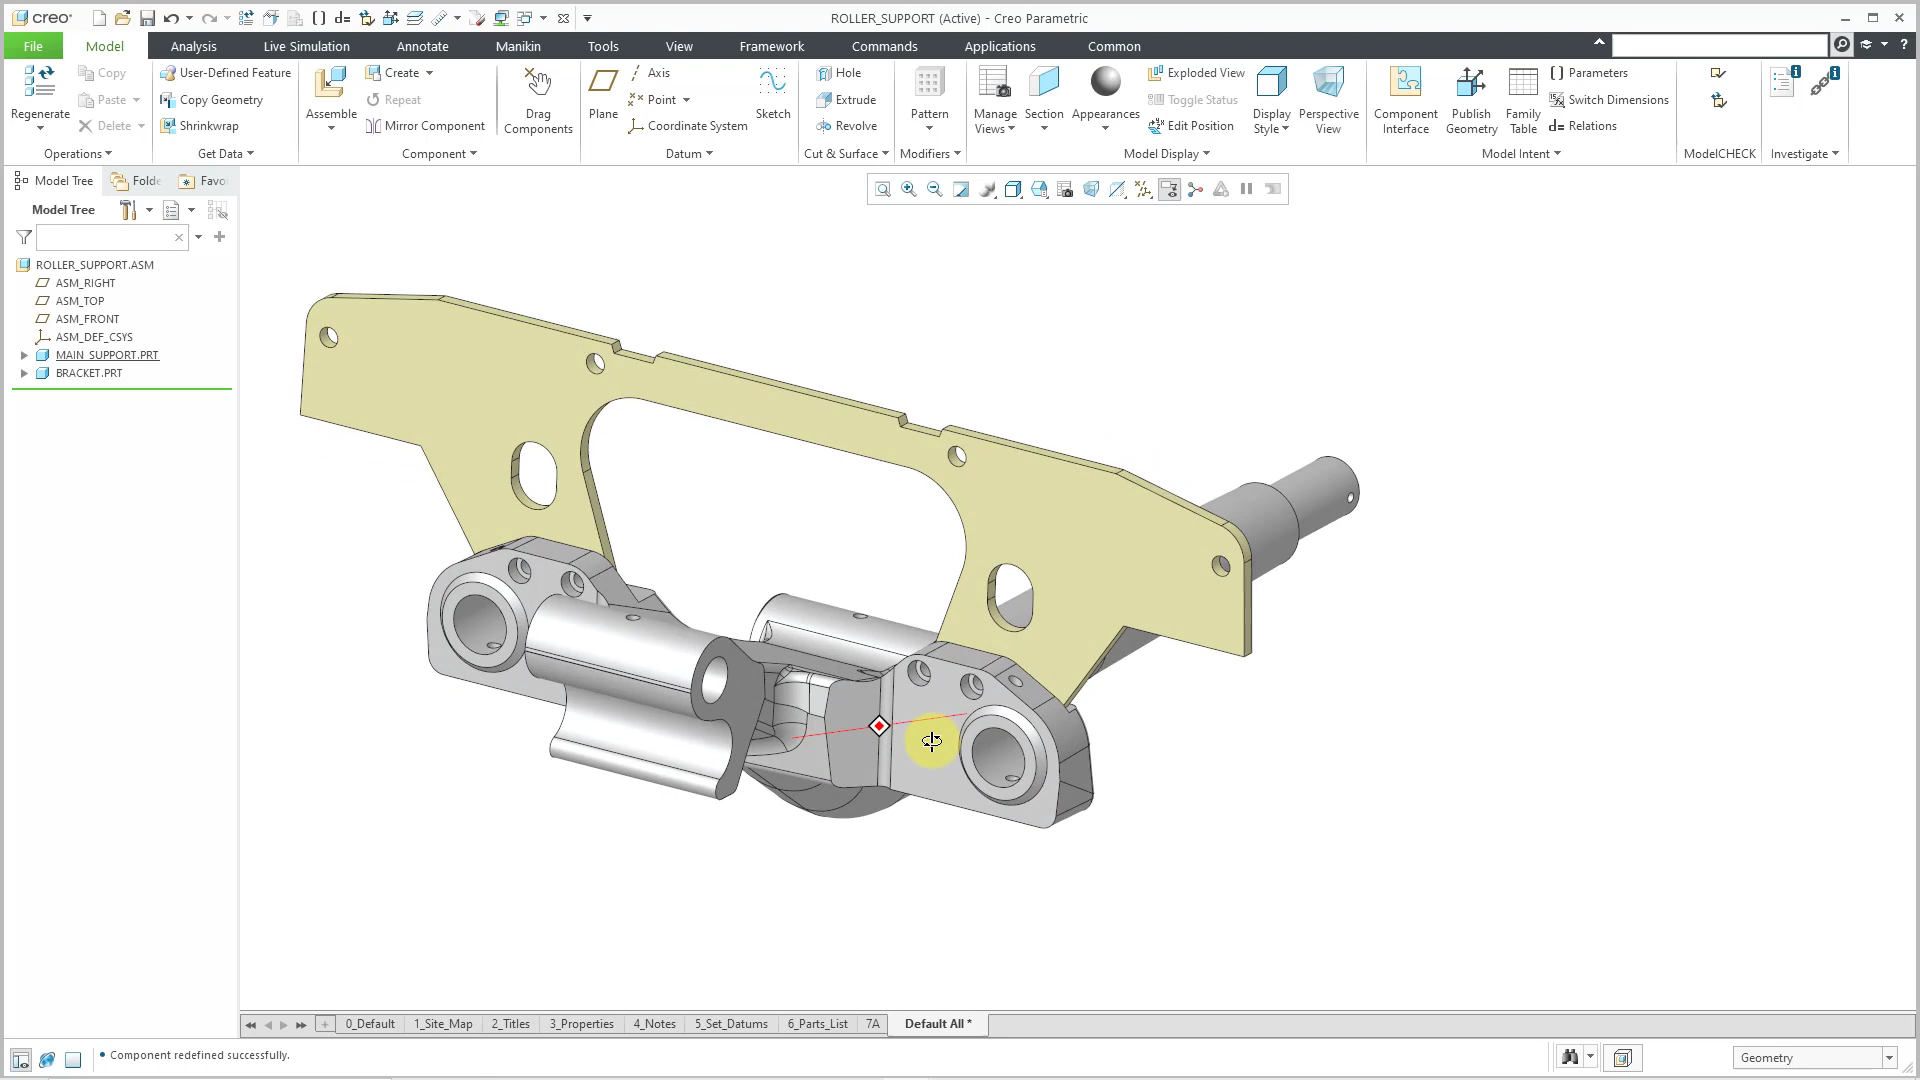 creo
d=
ROLLER_SUPPORT (Active) - Creo Parametric
File
Model
Analysis
Live Simulation
Annotate
Manikin
Tools
View
Framework
Commands
Applications
Common
Regenerate
Copy
Paste
Delete
Operations
User-Defined Feature
Copy Geometry
Shrinkwrap
Get Data
Assemble
Create
Repeat
Mirror Component
Component
Drag
Components
Plane
Axis
Point
Coordinate System
Datum
Sketch
Hole
Extrude
Revolve
Cut & Surface
Pattern
Modifiers
Manage
Views
Section
Appearances
Exploded View
Toggle Status
Edit Position
Display
Style
Perspective
View
Model Display
Component
Interface
Publish
Geometry
Family
Table
Parameters
Switch Dimensions
d= Relations
Model Intent
ModelCHECK
Investigate
Model Tree
Folde
Favo
Model Tree
ROLLER_SUPPORT.ASM
ASM_RIGHT
ASM_TOP
ASM_FRONT
ASM_DEF_CSYS
MAIN_SUPPORT.PRT
BRACKET.PRT
0_Default
1_Site_Map
2_Titles
3_Properties
4_Notes
5_Set_Datums
6_Parts_List
7A
Default All *
• Component redefined successfully.
Geometry